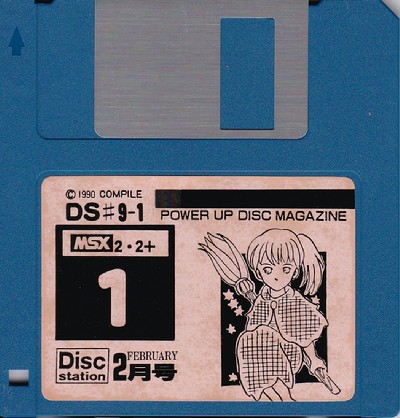 © 1990 COMPILE
DS#9-1 POWER UP DISC MAGAZINE
MSX 2・2+
1
Disc station
FEBRUARY
2月号